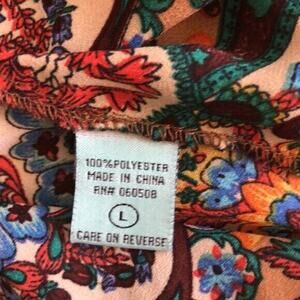 100%POLYESTER
MADE IN CHINA
RN# 060508
L
CARE ON REVERSE